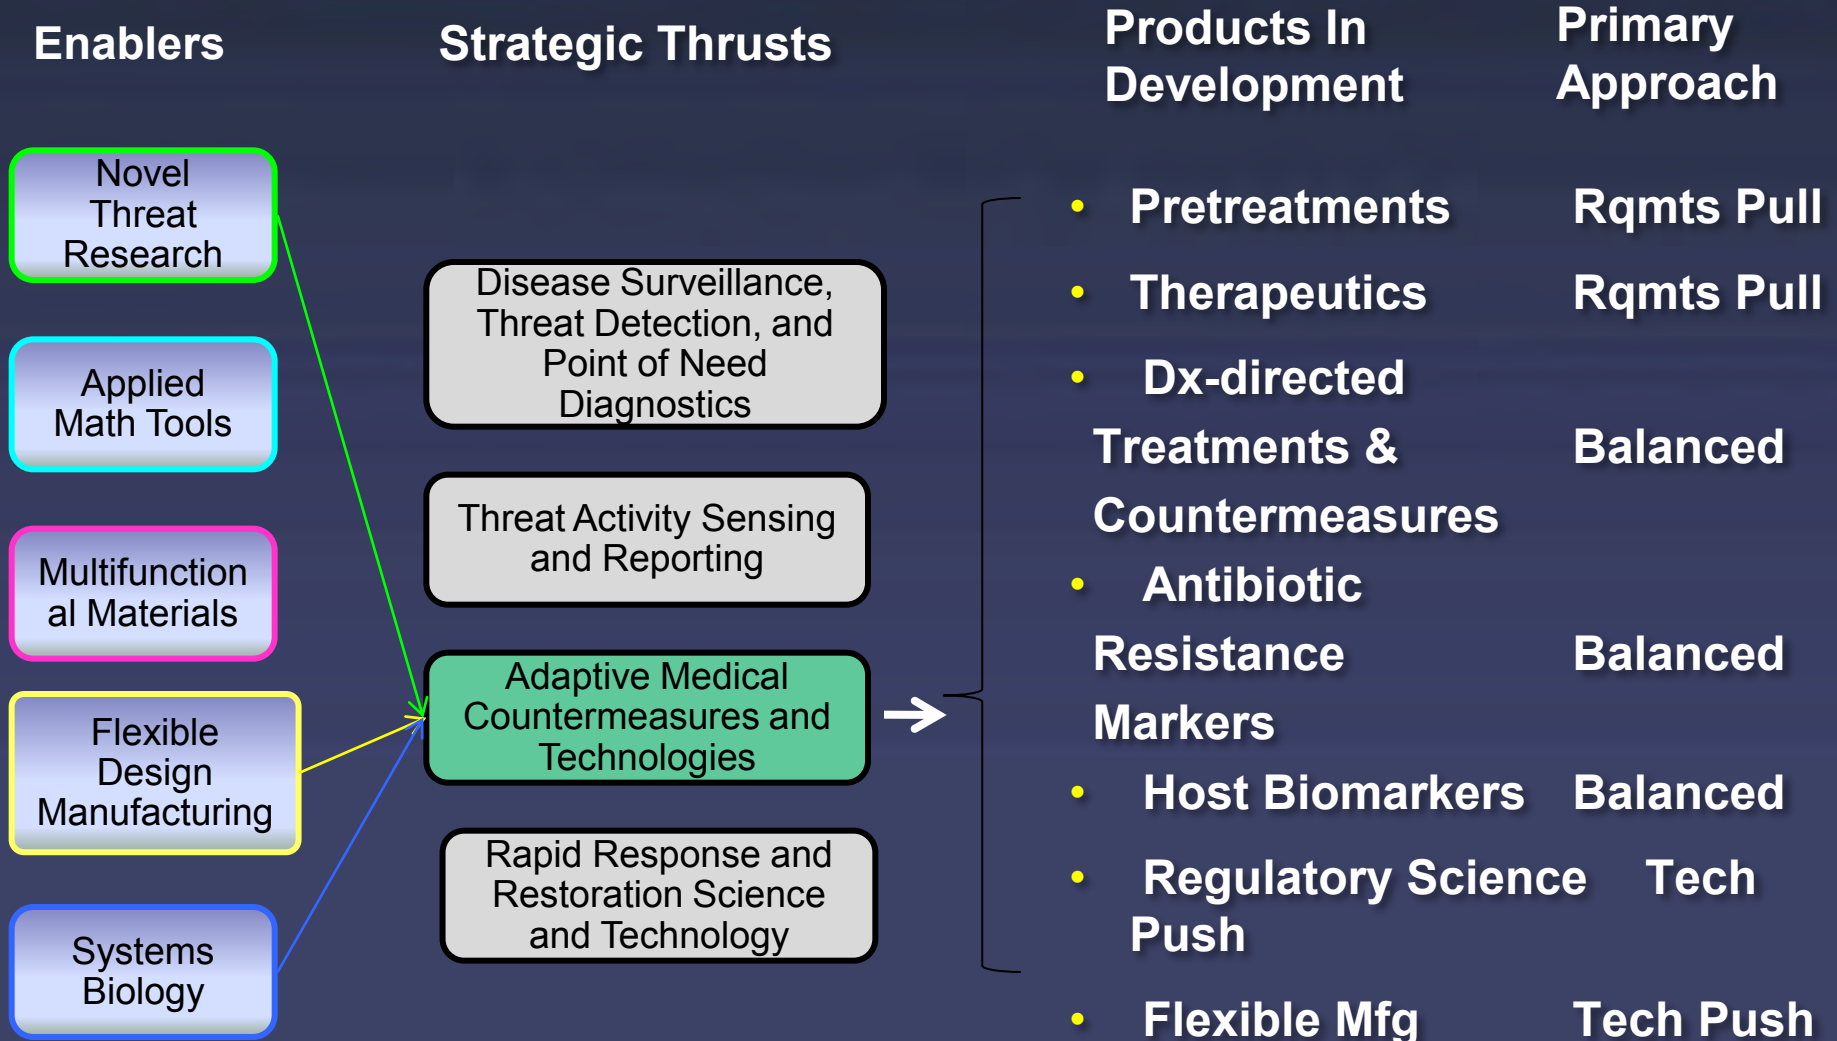 Enablers
Strategic Thrusts
Products In
Development
Primary
Approach
Novel
Threat
Research
Applied
Math Tools
Multifunction
al Materials
Flexible
Design
Manufacturing
Systems
Biology
Disease Surveillance,
Threat Detection, and
Point of Need
Diagnostics
Threat Activity Sensing
and Reporting
Adaptive Medical
Countermeasures and
Technologies
Rapid Response and
Restoration Science
and Technology
• Pretreatments Rqmts Pull
• Therapeutics Rqmts Pull
• Dx-directed
Treatments & Balanced
Countermeasures
• Antibiotic
Resistance Balanced
Markers
• Host Biomarkers Balanced
• Regulatory Science Tech
Push
• Flexible Mfg Tech Push